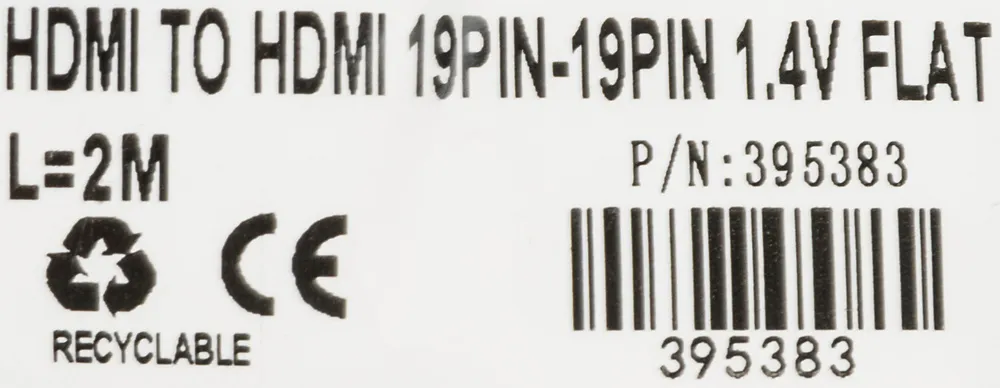 HDMI TO HDMI 19PIN-19PIN 1.4V FLAT
L=2M
P/N:395383
CE
RECYCLABLE
395383